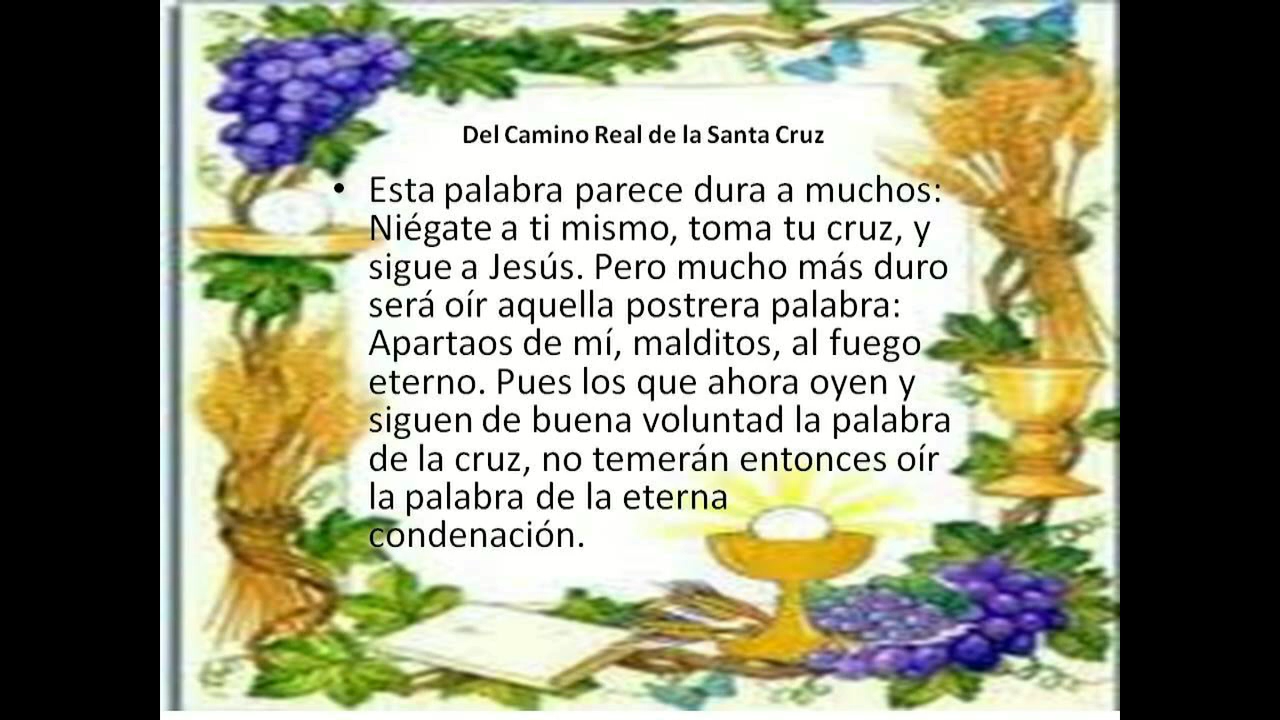 Del Camino Real de la Santa Cruz
• Esta palabra parece dura a muchos:
Niégate a ti mismo, toma tu cruz, y
sigue a Jesús. Pero mucho más duro
será oír aquella postrera palabra:
Apartaos de mí, malditos, al fuego
eterno. Pues los que ahora oyen y
siguen de buena voluntad la palabra
de la cruz, no temerán entonces oír
la palabra de la eterna
condenación.